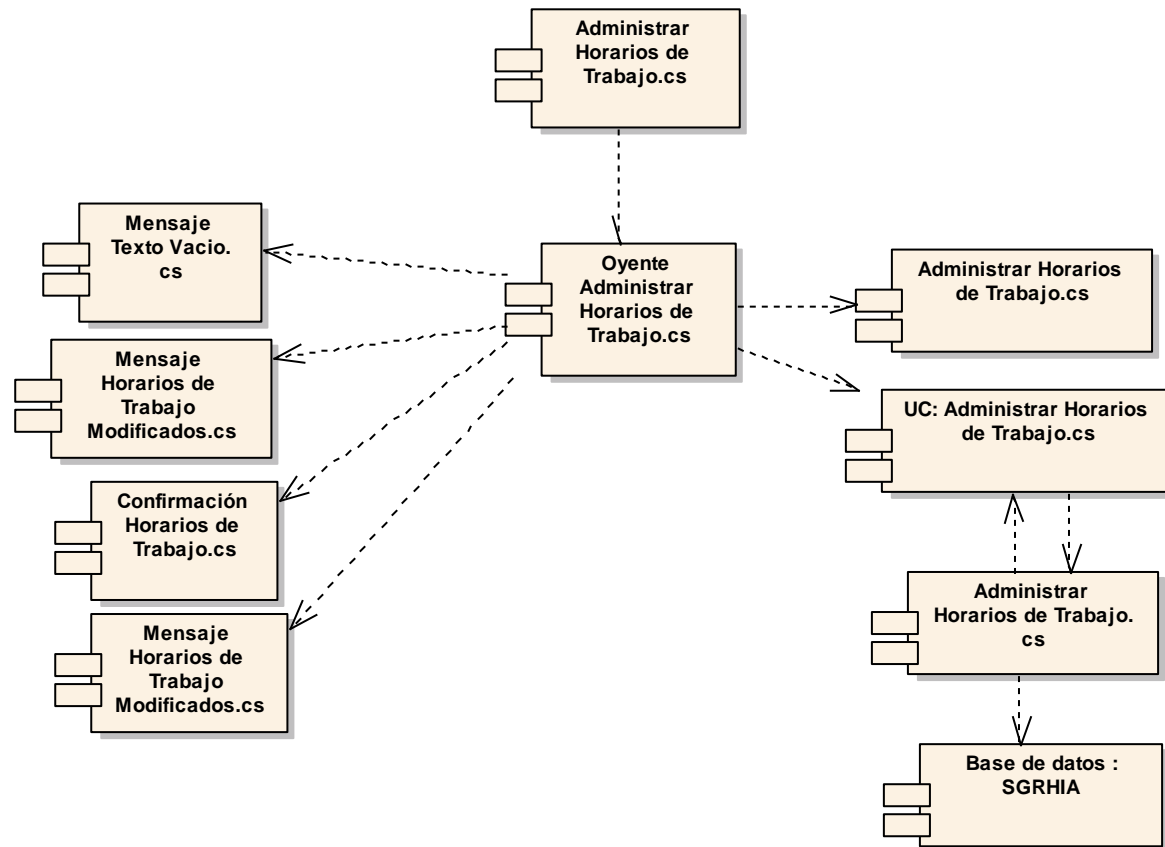 Administrar
Horarios de
Trabajo.cs
Mensaje
Texto Vacio.
cs
Oyente
Administrar
Horarios de
Trabajo.cs
Administrar Horarios
de Trabajo.cs
Mensaje
Horarios de
Trabajo
Modificados.cs
UC: Administrar Horarios
de Trabajo.cs
Confirmación
Horarios de
Trabajo.cs
Administrar
Horarios de Trabajo.
cs
Mensaje
Horarios de
Trabajo
Modificados.cs
Base de datos :
SGRHIA